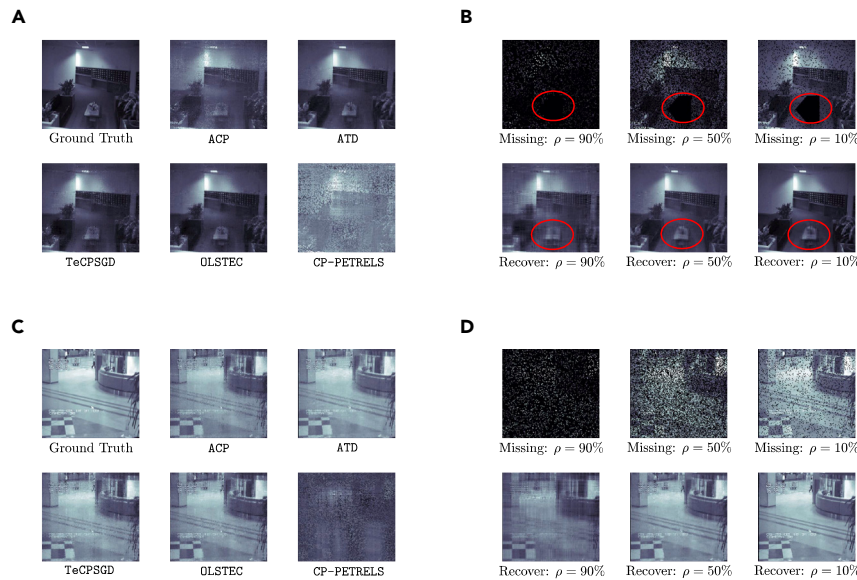 A
Ground Truth
ACP
ATD
TeCPSGD
OLSTEC
CP-PETRELS
B
Missing: ρ = 90%
Missing: ρ = 50%
Missing: ρ = 10%
Recover: ρ = 90%
Recover: ρ = 50%
Recover: ρ = 10%
C
Ground Truth
ACP
ATD
TeCPSGD
OLSTEC
CP-PETRELS
D
Missing: ρ = 90%
Missing: ρ = 50%
Missing: ρ = 10%
Recover: ρ = 90%
Recover: ρ = 50%
Recover: ρ = 10%